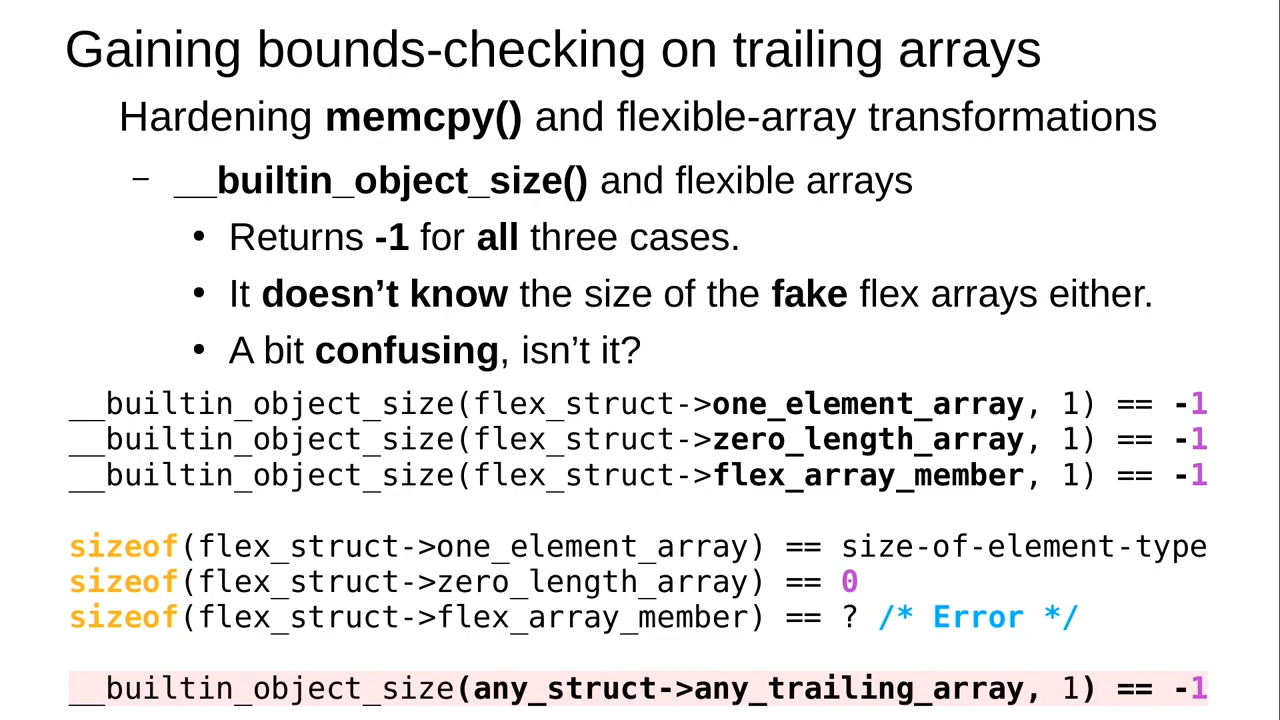 Gaining bounds-checking on trailing arrays
Hardening memcpy() and flexible-array transformations
– __builtin_object_size() and flexible arrays
• Returns -1 for all three cases.
• It doesn’t know the size of the fake flex arrays either.
• A bit confusing, isn’t it?
__builtin_object_size(flex_struct->one_element_array, 1) == -1
__builtin_object_size(flex_struct->zero_length_array, 1) == -1
__builtin_object_size(flex_struct->flex_array_member, 1) == -1
sizeof(flex_struct->one_element_array) == size-of-element-type
sizeof(flex_struct->zero_length_array) == 0
sizeof(flex_struct->flex_array_member) == ? /* Error */
__builtin_object_size(any_struct->any_trailing_array, 1) == -1